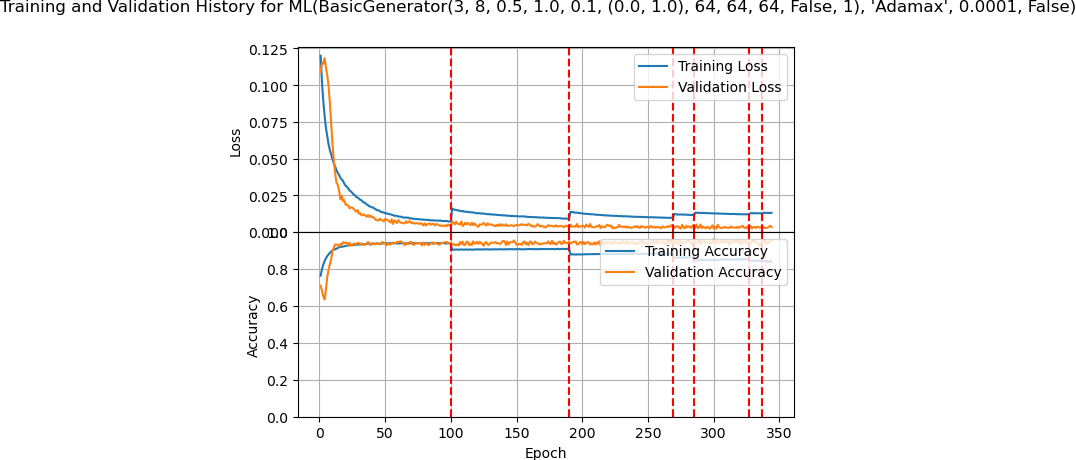 Training and Validation History for ML(BasicGenerator(3, 8, 0.5, 1.0, 0.1, (0.0, 1.0), 64, 64, 64, False, 1), 'Adamax', 0.0001, False)
0.125
0.100
0.075
0.050
0.025
0.000
Loss
Training Loss
Validation Loss
1.0
0.8
0.6
0.4
0.2
0.0
Accuracy
Training Accuracy
Validation Accuracy
0 50 100 150 200 250 300 350
Epoch